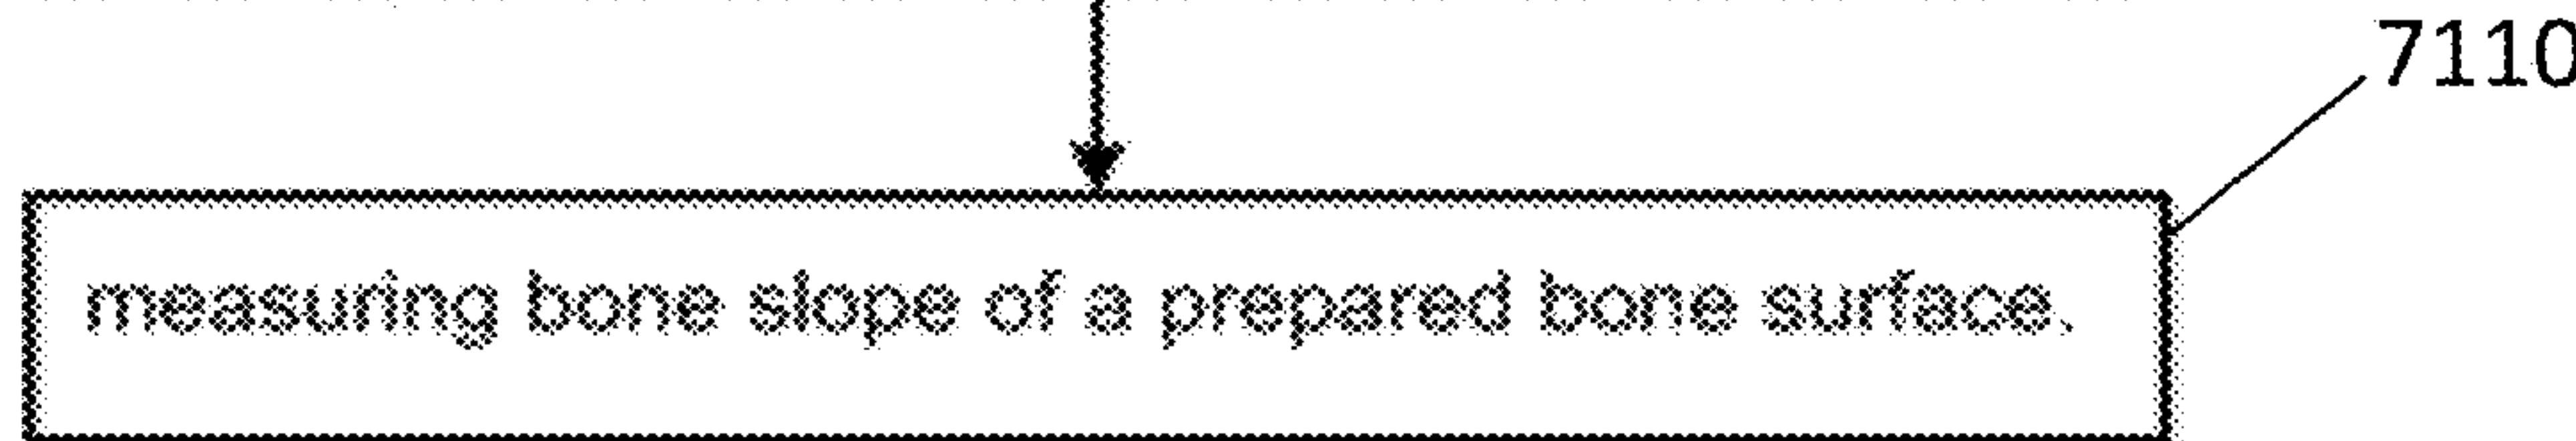 7110
measuring bone slope of a prepared bone surface.